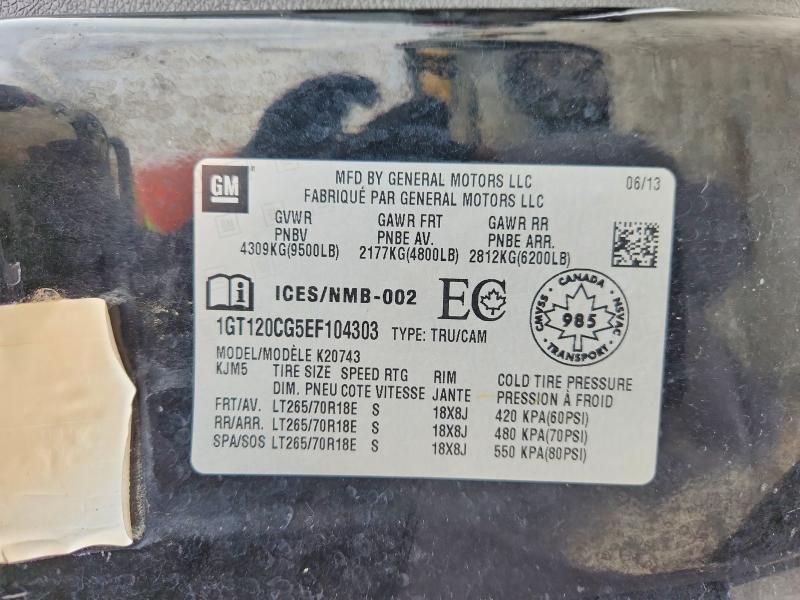 GM
MFD BY GENERAL MOTORS LLC
06/13
FABRIQUÉ PAR GENERAL MOTORS LLC
GVWR GAWR FRT GAWR RR
PNBV PNBE AV. PNBE ARR.
4309KG(9500LB) 2177KG(4800LB) 2812KG(6200LB)
ICES/NMB-002 EC
CANADA
CMVSS 985 NSVAC
TRANSPORT
1GT120CG5EF104303 TYPE: TRU/CAM
MODEL/MODÈLE K20743
KJM5 TIRE SIZE SPEED RTG RIM COLD TIRE PRESSURE
DIM. PNEU COTE VITESSE JANTE PRESSION À FROID
FRT/AV. LT265/70R18E S 18X8J 420 KPA(60PSI)
RR/ARR. LT265/70R18E S 18X8J 480 KPA(70PSI)
SPA/SOS LT265/70R18E S 18X8J 550 KPA(80PSI)